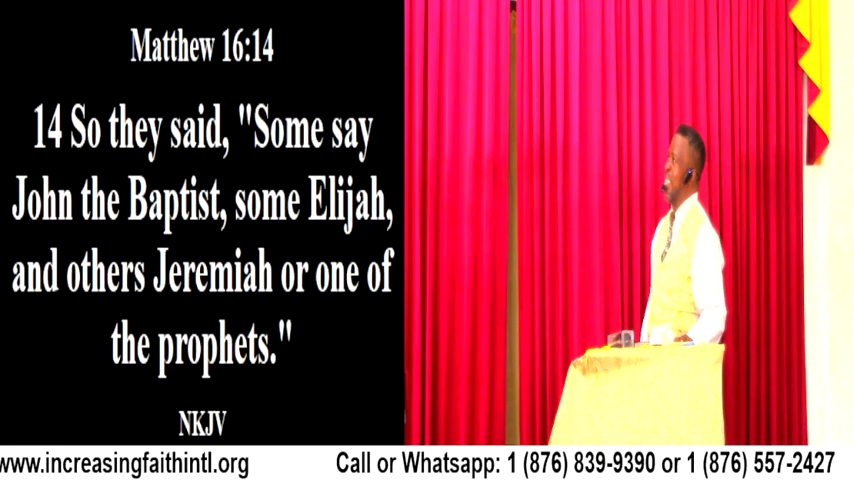 Matthew 16:14
14 So they said, "Some say
John the Baptist, some Elijah,
and others Jeremiah or one of
the prophets."
NKJV
www.increasingfaithintl.org
Call or Whatsapp: 1 (876) 839-9390 or 1 (876) 557-2427